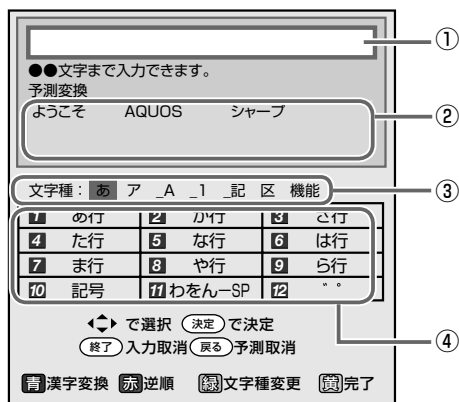 ①
●●文字まで入力できます。
予測変換
ようこそ AQUOS シャープ
②
文字種： あ ア _A _1 _記 区 機能
③
1 あ行 2 か行 3 さ行
4 た行 5 な行 6 は行
7 ま行 8 や行 9 ら行
10 記号 11 わをんーSP 12 ゛゜
④
で選択 決定 で決定
終了 入力取消 戻る 予測取消
青 漢字変換 赤 逆順 緑 文字種変更 黄 完了